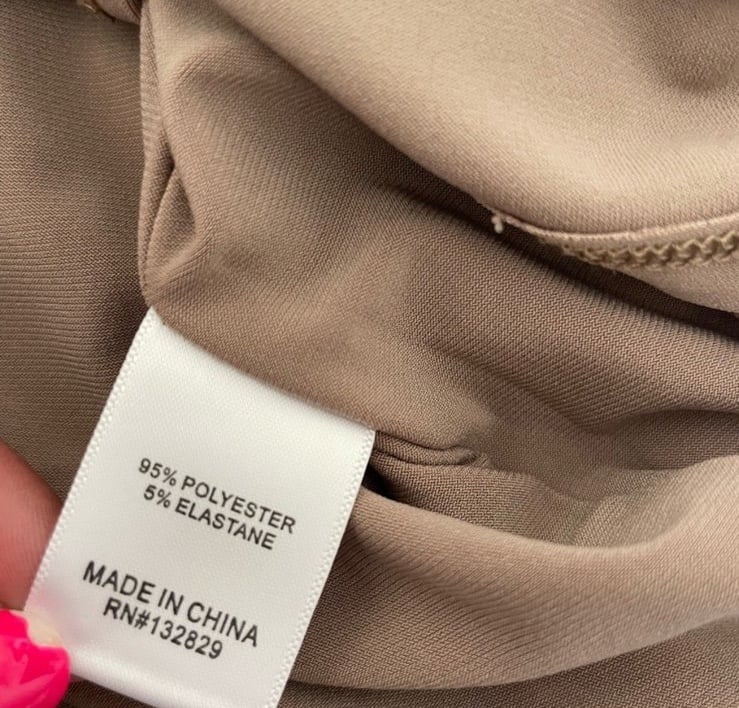 95% POLYESTER
5% ELASTANE
MADE IN CHINA
RN#132829